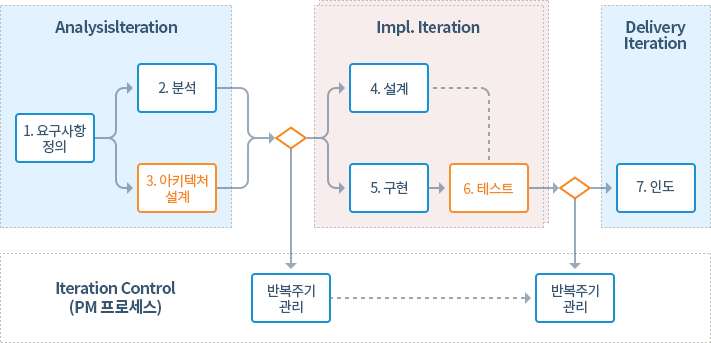 AnalysisIteration
Impl. Iteration
Delivery
Iteration
1. 요구사항
정의
2. 분석
3. 아키텍처
설계
4. 설계
5. 구현
6. 테스트
7. 인도
Iteration Control
(PM 프로세스)
반복주기
관리
반복주기
관리